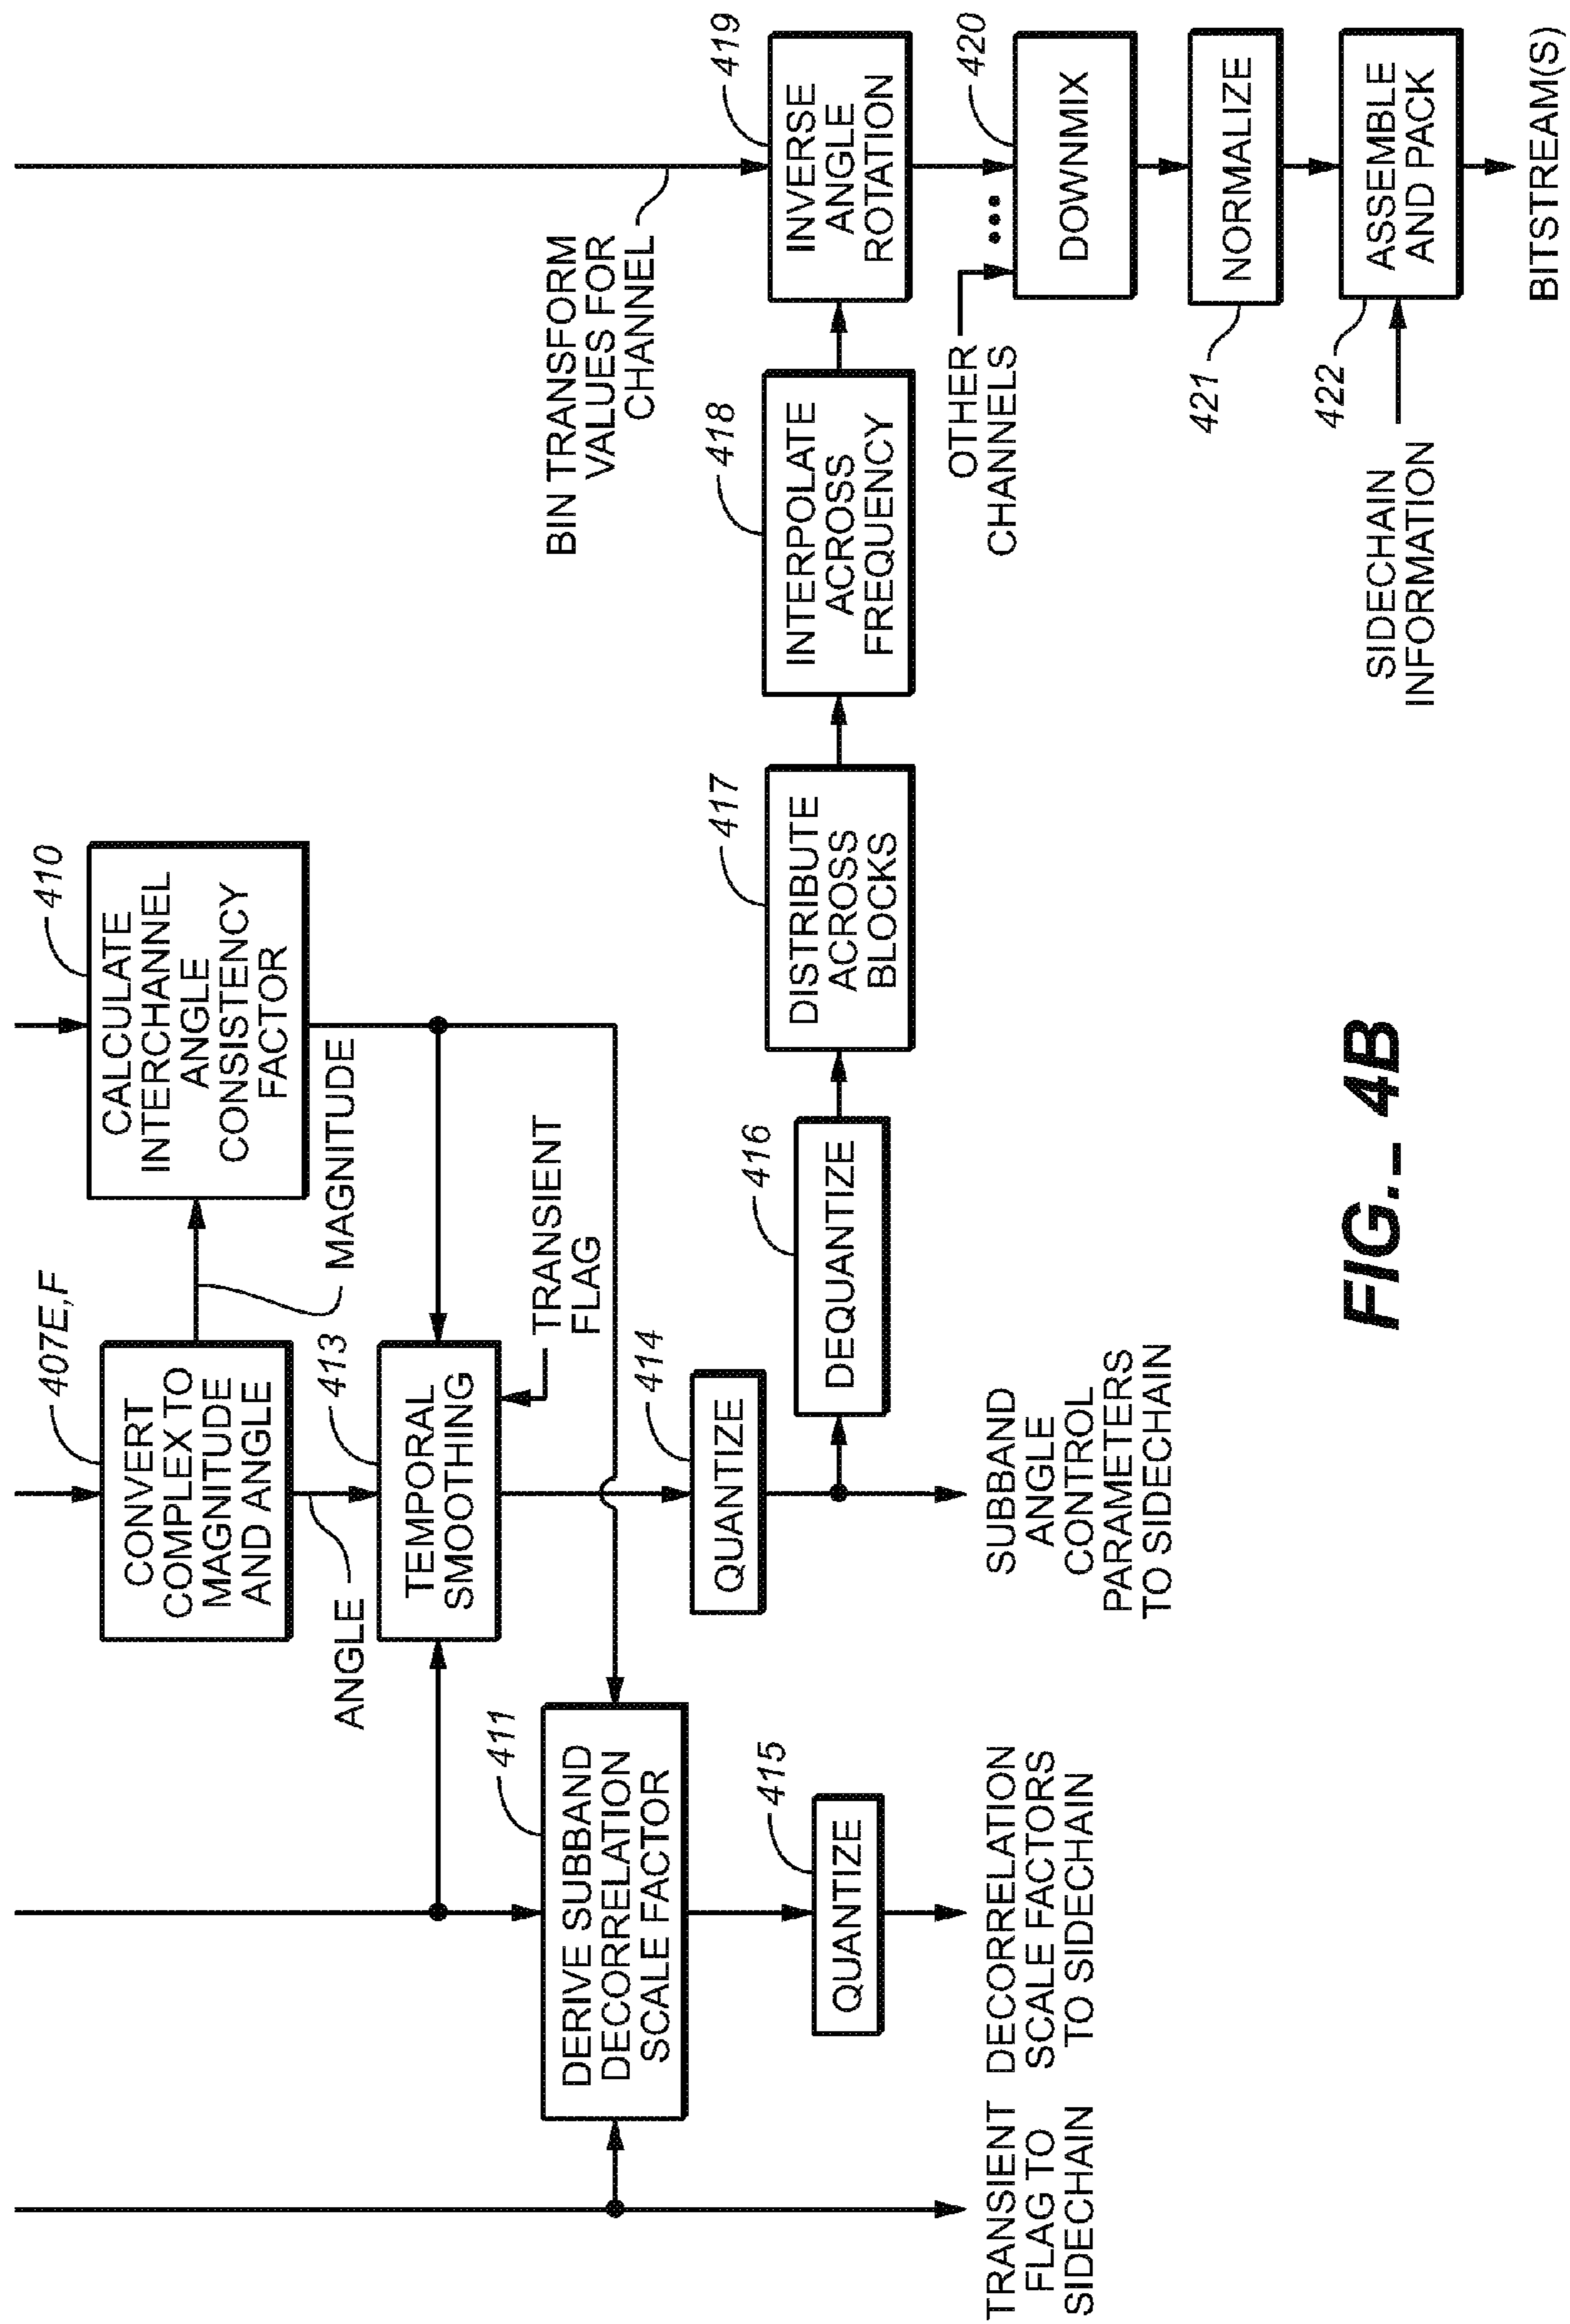 407E,F
CONVERT
COMPLEX TO
MAGNITUDE
AND ANGLE
410
CALCULATE
INTERCHANNEL
ANGLE
CONSISTENCY
FACTOR
MAGNITUDE
ANGLE
413
TEMPORAL
SMOOTHING
TRANSIENT
FLAG
411
DERIVE SUBBAND
DECORRELATION
SCALE FACTOR
414
QUANTIZE
415
QUANTIZE
416
DEQUANTIZE
417
DISTRIBUTE
ACROSS
BLOCKS
418
INTERPOLATE
ACROSS
FREQUENCY
BIN TRANSFORM
VALUES FOR
CHANNEL
419
INVERSE
ANGLE
ROTATION
OTHER
CHANNELS
420
DOWNMIX
421
NORMALIZE
422
ASSEMBLE
AND PACK
SIDECHAIN
INFORMATION
BITSTREAM(S)
TRANSIENT
FLAG TO
SIDECHAIN
DECORRELATION
SCALE FACTORS
TO SIDECHAIN
SUBBAND
ANGLE
CONTROL
PARAMETERS
TO SIDECHAIN
FIG._ 4B